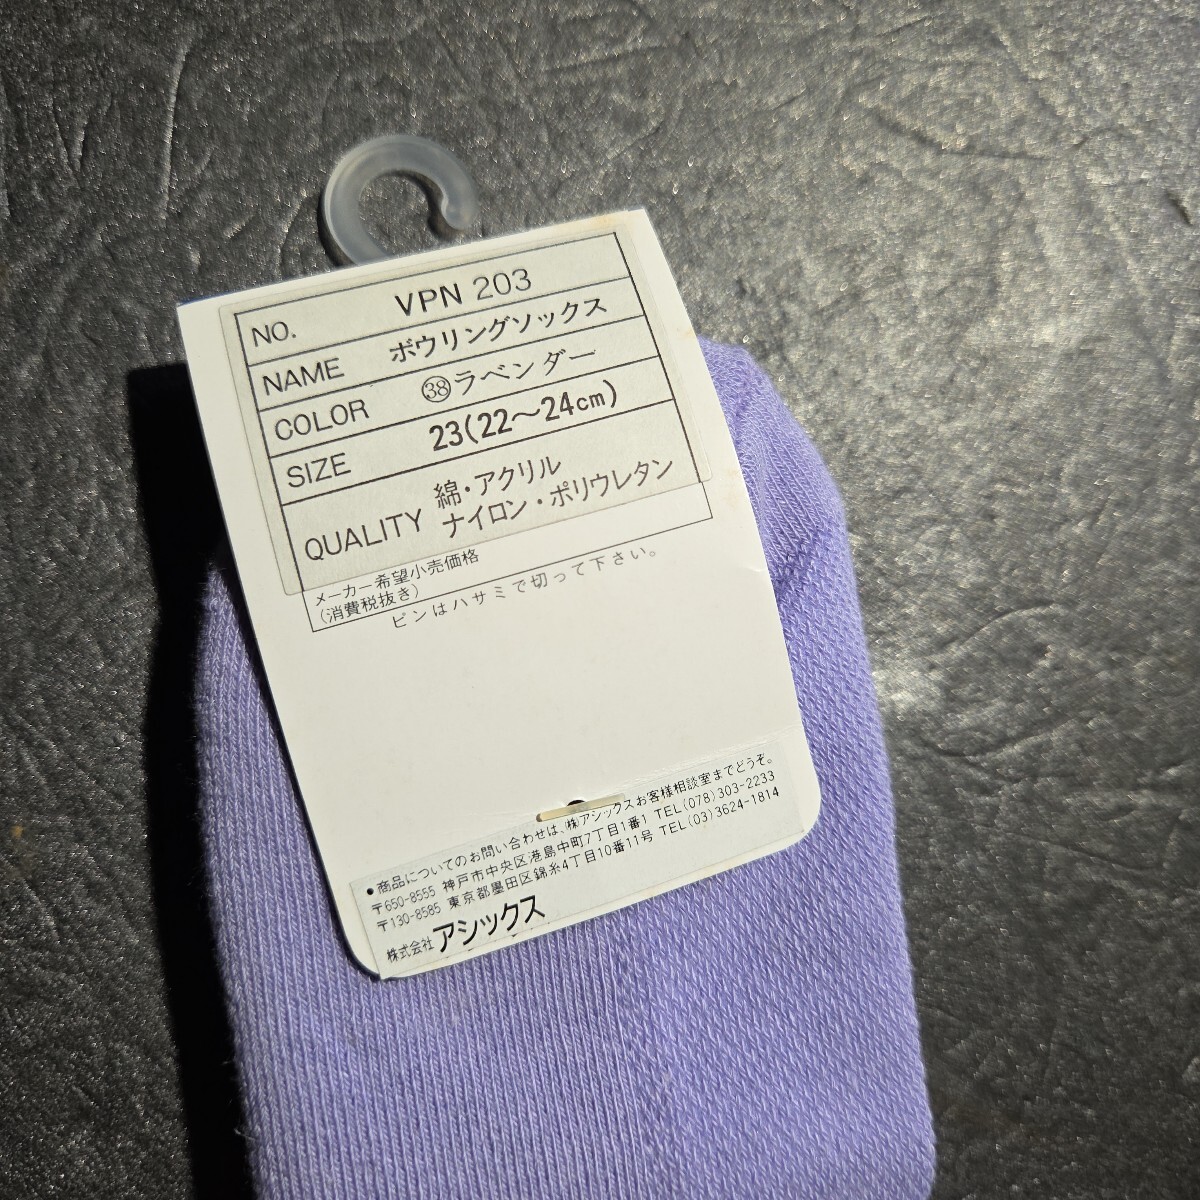 NO. VPN 203
NAME ボウリングソックス
COLOR ㊳ラベンダー
SIZE 23(22～24cm)
QUALITY 綿・アクリル
ナイロン・ポリウレタン
メーカー希望小売価格
(消費税抜き)
ピンはハサミで切って下さい。
●商品についてのお問い合わせは、㈱アシックスお客様相談室までどうぞ。
〒650-8555 神戸市中央区港島中町7丁目1番1 TEL(078)303-2233
〒130-8585 東京都墨田区錦糸4丁目10番11号 TEL(03)3624-1814
株式会社アシックス